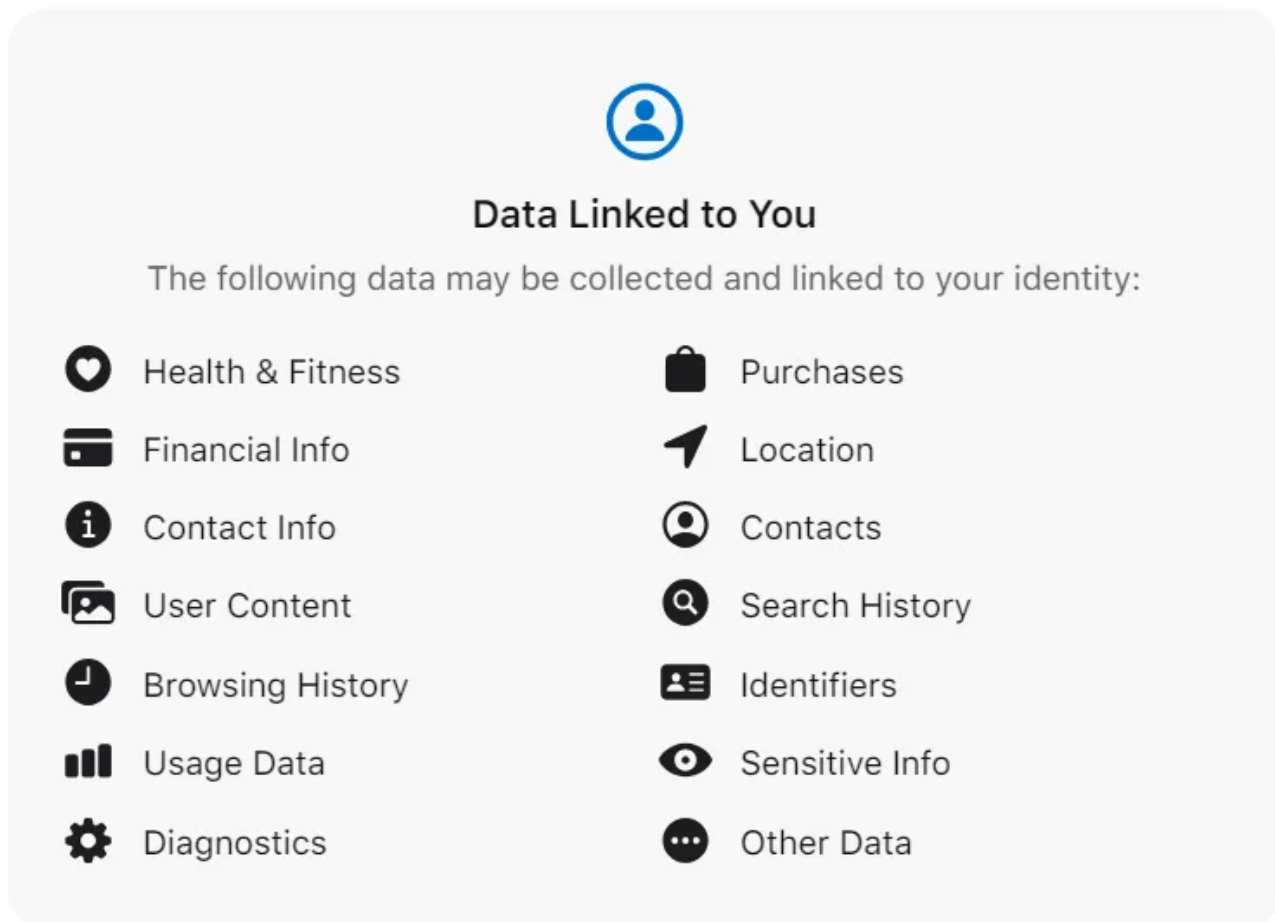 Data Linked to You
The following data may be collected and linked to your identity:
Health & Fitness
Purchases
Financial Info
Location
Contact Info
Contacts
User Content
Search History
Browsing History
Identifiers
Usage Data
Sensitive Info
Diagnostics
Other Data